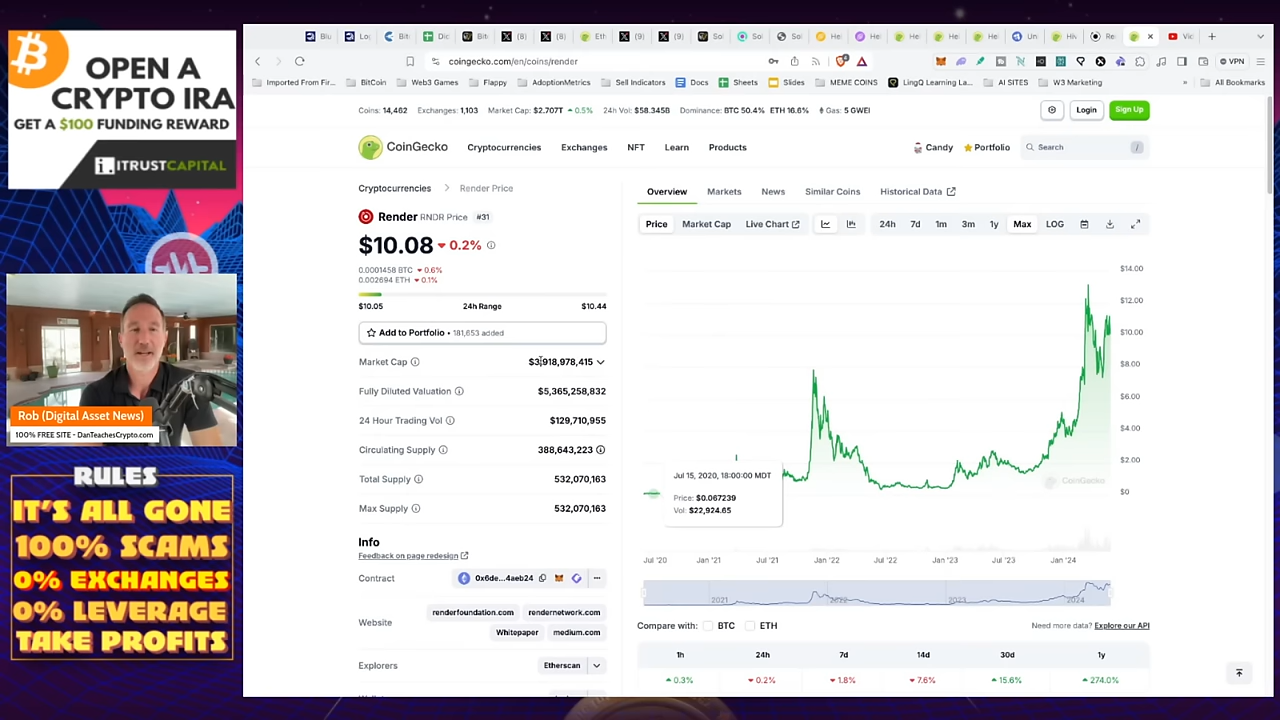 OPEN A
CRYPTO IRA
GET A $100 FUNDING REWARD
i. ITRUSTCAPITAL
Rob (Digital Asset News)
100% FREE SITE - DanTeachesCrypto.com
RULES
IT'S ALL GONE
100% SCAMS
0% EXCHANGES
0% LEVERAGE
TAKE PROFITS
coingecko.com/en/coins/render
VPN
Imported From Fir...
BitCoin
Web3 Games
Flappy
AdoptionMetrics
Sell Indicators
Docs
Sheets
Slides
MEME COINS
LingQ Learning La...
AI SITES
W3 Marketing
All Bookmarks
Coins: 14,462 Exchanges: 1,103 Market Cap: $2.707T 0.5% 24h Vol: $58.345B Dominance: BTC 50.4% ETH 16.6% Gas: 5 GWEI
Login
Sign Up
CoinGecko
Cryptocurrencies Exchanges NFT Learn Products
Candy Portfolio Search /
Cryptocurrencies Render Price
Render RNDR Price #31
$10.08 0.2%
0.0001458 BTC 0.6%
0.002694 ETH 0.1%
$10.05 24h Range $10.44
Add to Portfolio • 181,653 added
Market Cap $3,918,978,415
Fully Diluted Valuation $5,365,258,832
24 Hour Trading Vol $129,710,955
Circulating Supply 388,643,223
Total Supply 532,070,163
Max Supply 532,070,163
Info
Feedback on page redesign
Contract 0x6de...4aeb24
Website renderfoundation.com rendernetwork.com
Whitepaper medium.com
Explorers Etherscan
Overview Markets News Similar Coins Historical Data
Price Market Cap Live Chart 24h 7d 1m 3m 1y Max LOG
$14.00
$12.00
$10.00
$8.00
$6.00
$4.00
$2.00
$0
Jul 15, 2020, 18:00:00 MDT
Price: $0.067239
Vol: $22,924.65
CoinGecko
Jul '20 Jan '21 Jul '21 Jan '22 Jul '22 Jan '23 Jul '23 Jan '24
2021 2022 2023 2024
Compare with: BTC ETH
Need more data? Explore our API
1h 24h 7d 14d 30d 1y
0.3% 0.2% 1.8% 7.6% 15.6% 274.0%